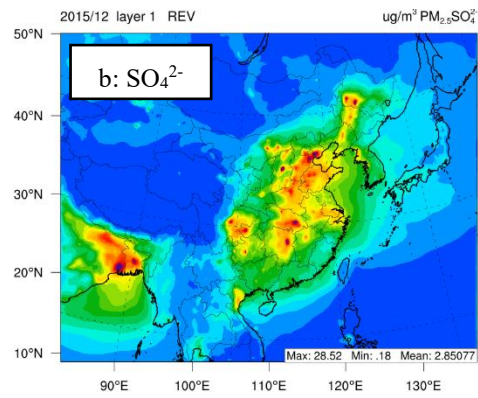 2015/12 layer 1 REV ug/m³ PM₂.₅SO₄²⁻
b: SO₄²⁻
50°N
40°N
30°N
20°N
10°N
Max: 28.52 Min: .18 Mean: 2.85077
90°E 100°E 110°E 120°E 130°E